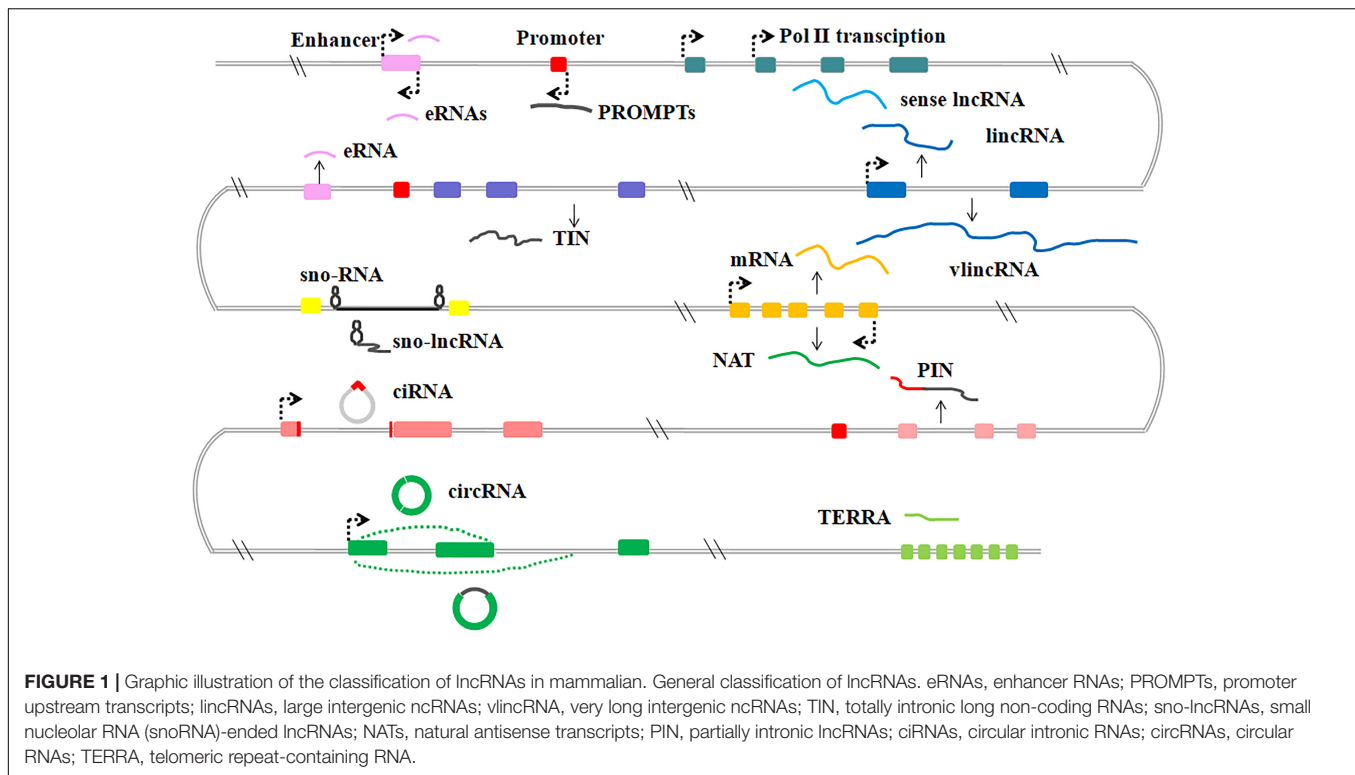 Enhancer
Promoter
Pol II transciption
eRNAs
PROMPTs
sense lncRNA
lincRNA
eRNA
TIN
vlincRNA
mRNA
sno-RNA
sno-lncRNA
NAT
PIN
ciRNA
circRNA
TERRA
FIGURE 1 | Graphic illustration of the classification of lncRNAs in mammalian. General classification of lncRNAs. eRNAs, enhancer RNAs; PROMPTs, promoter
upstream transcripts; lincRNAs, large intergenic ncRNAs; vlincRNA, very long intergenic ncRNAs; TIN, totally intronic long non-coding RNAs; sno-lncRNAs, small
nucleolar RNA (snoRNA)-ended lncRNAs; NATs, natural antisense transcripts; PIN, partially intronic lncRNAs; ciRNAs, circular intronic RNAs; circRNAs, circular
RNAs; TERRA, telomeric repeat-containing RNA.